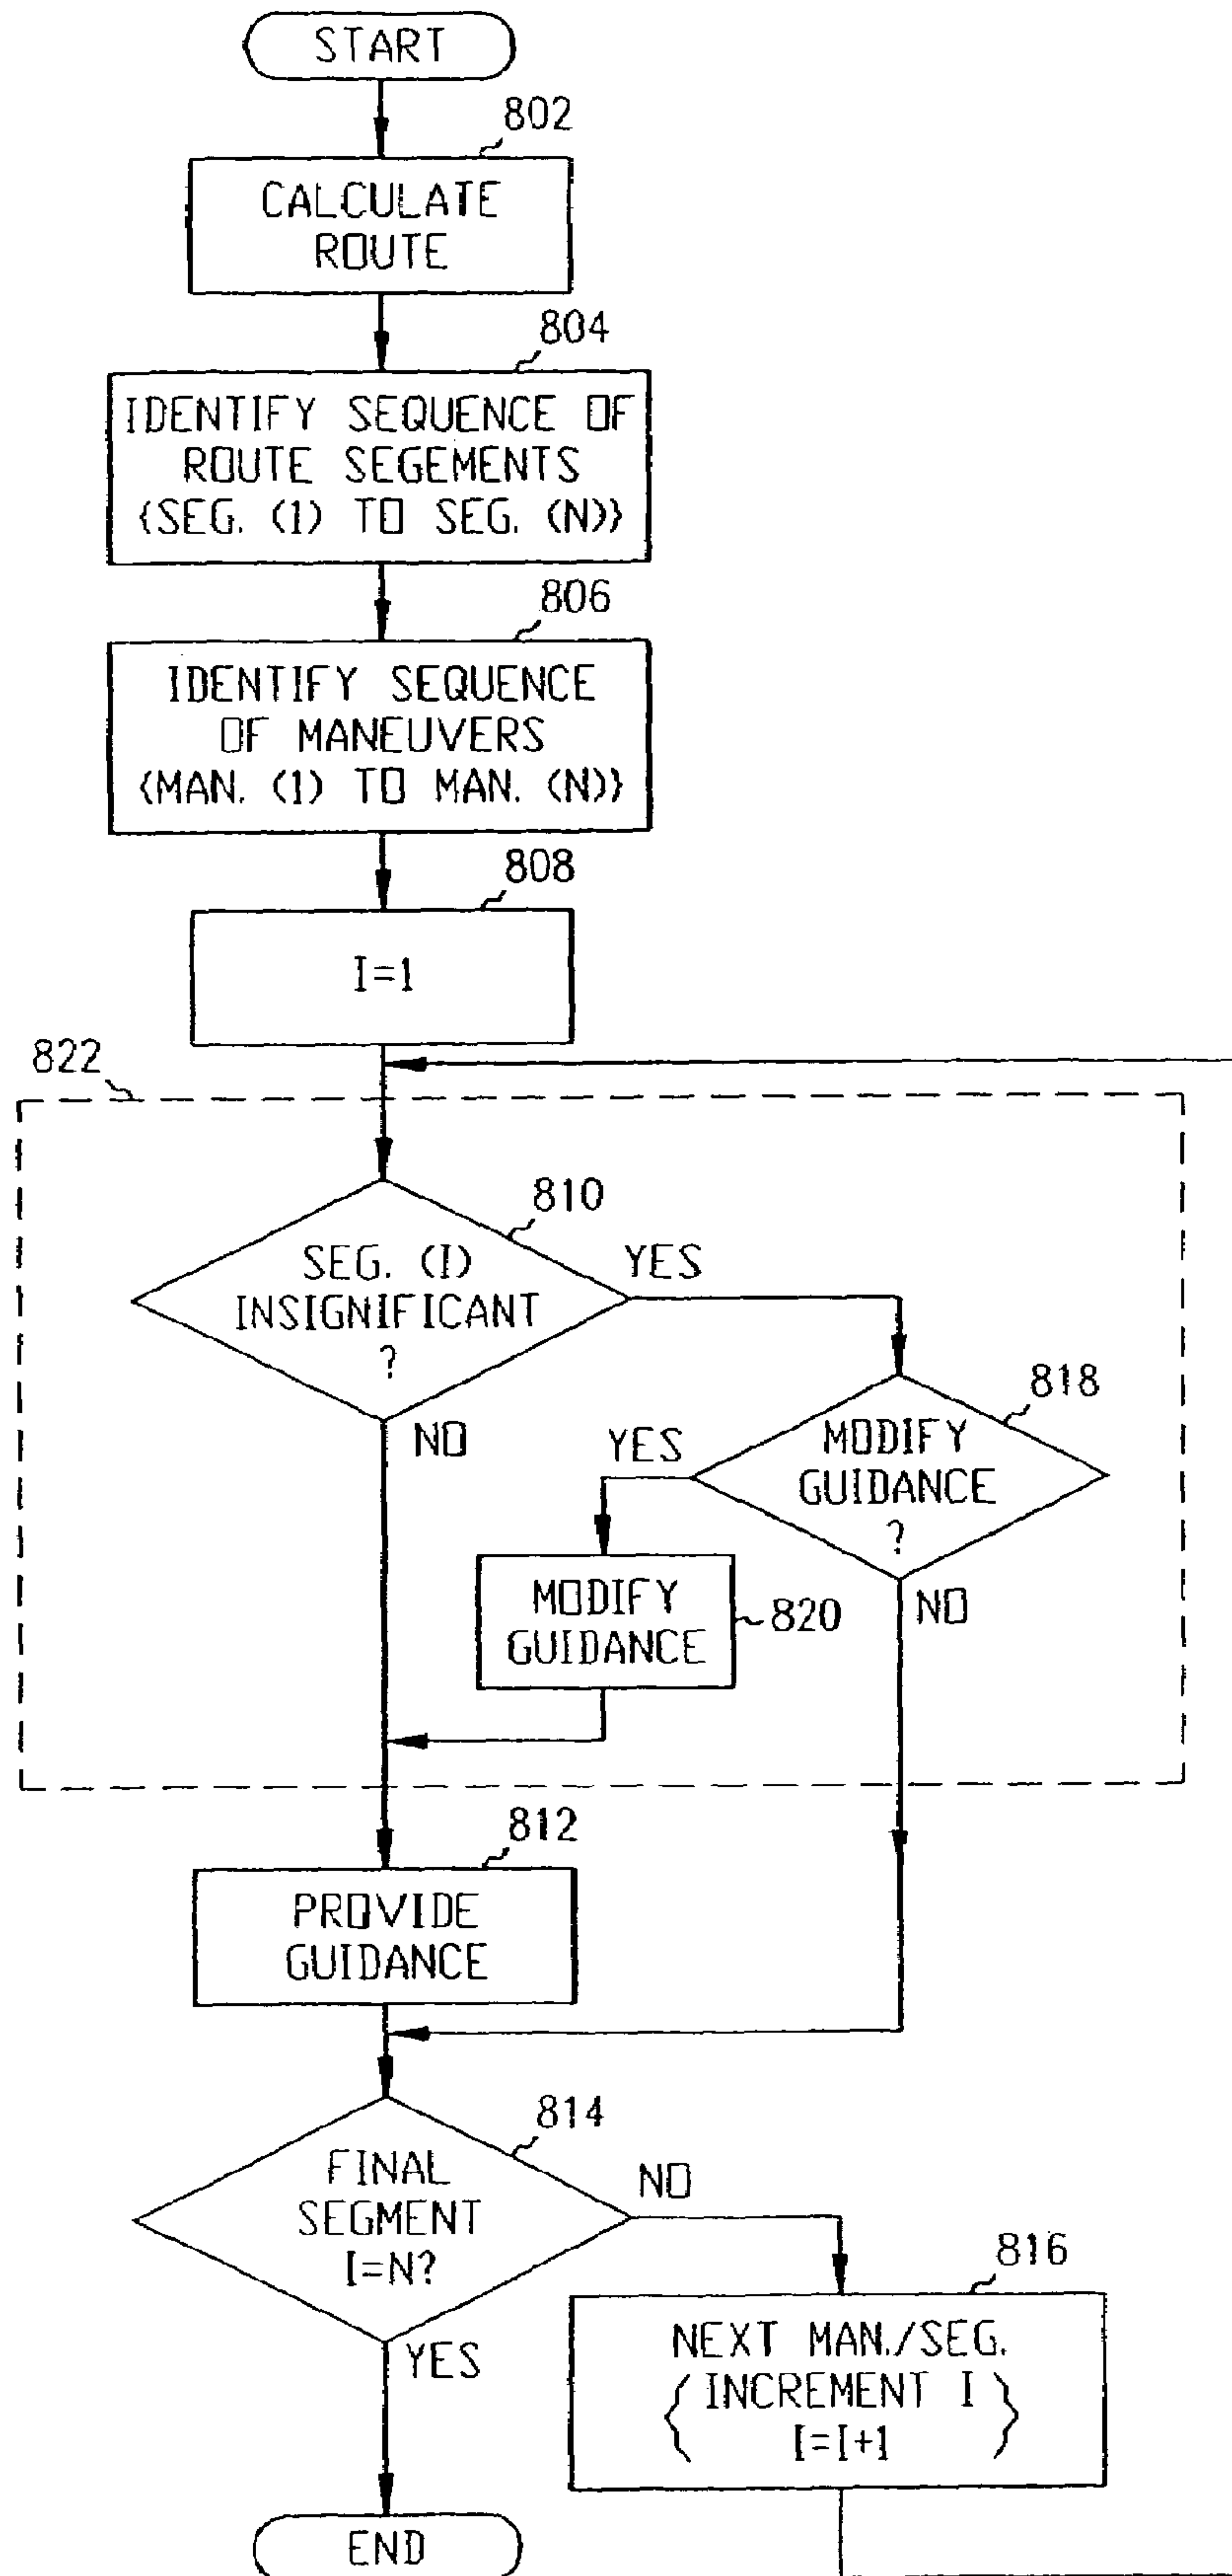 START
802
CALCULATE
ROUTE
804
IDENTIFY SEQUENCE OF
ROUTE SEGEMENTS
{SEG. (1) TO SEG. (N)}
806
IDENTIFY SEQUENCE
OF MANEUVERS
{MAN. (1) TO MAN. (N)}
808
I=1
822
810
SEG. (I)
INSIGNIFICANT
?
YES
NO
818
MODIFY
GUIDANCE
?
YES
NO
MODIFY
GUIDANCE
820
812
PROVIDE
GUIDANCE
814
FINAL
SEGMENT
I=N?
NO
YES
816
NEXT MAN./SEG.
{INCREMENT I
I=I+1}
END